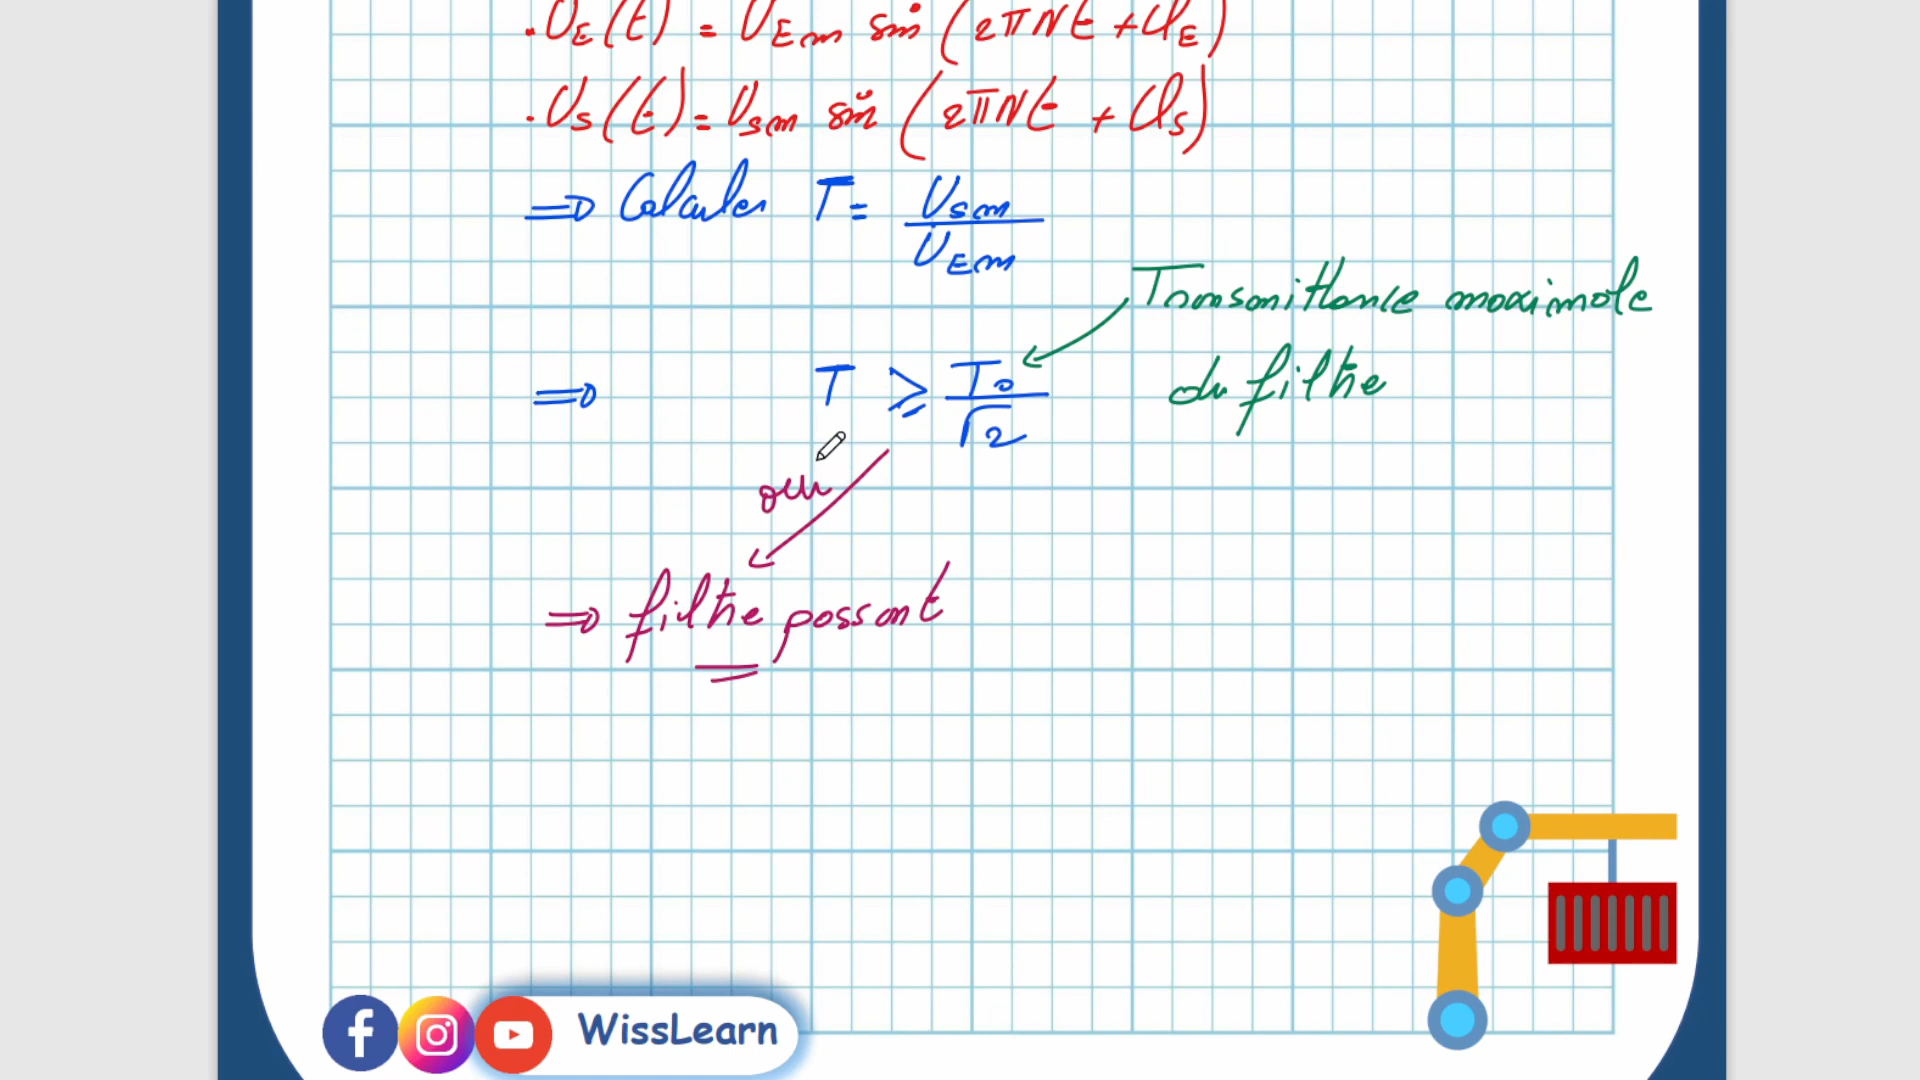 . U_E(t) = U_Em sin (2πNt + φ_E)
. U_S(t) = U_sm sin (2πNt + φ_S)
⇒ Calculer T = U_sm / U_Em
Transmittance maximale
du filtre
⇒ T ⩾ T₀ / √2
oui
⇒ filtre passant
WissLearn